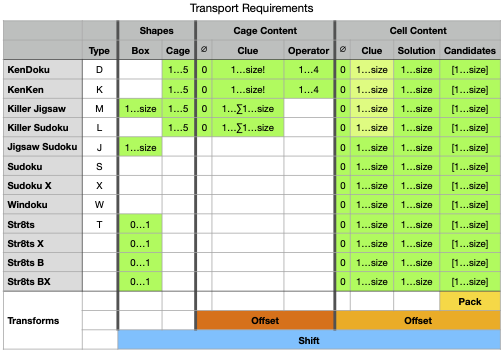 Transport Requirements
Shapes Cage Content Cell Content
Type Box Cage ∅ Clue Operator ∅ Clue Solution Candidates
KenDoku D 1…5 0 1…size! 1…4 0 1…size 1…size [1…size]
KenKen K 1…5 0 1…size! 1…4 0 1…size 1…size [1…size]
Killer Jigsaw M 1…size 1…5 0 1…∑1…size 0 1…size 1…size [1…size]
Killer Sudoku L 1…5 0 1…∑1…size 0 1…size 1…size [1…size]
Jigsaw Sudoku J 1…size 0 1…size 1…size [1…size]
Sudoku S 0 1…size 1…size [1…size]
Sudoku X X 0 1…size 1…size [1…size]
Windoku W 0 1…size 1…size [1…size]
Str8ts T 0…1 0 1…size 1…size [1…size]
Str8ts X 0…1 0 1…size 1…size [1…size]
Str8ts B 0…1 0 1…size 1…size [1…size]
Str8ts BX 0…1 0 1…size 1…size [1…size]
Pack
Transforms Offset Offset
Shift